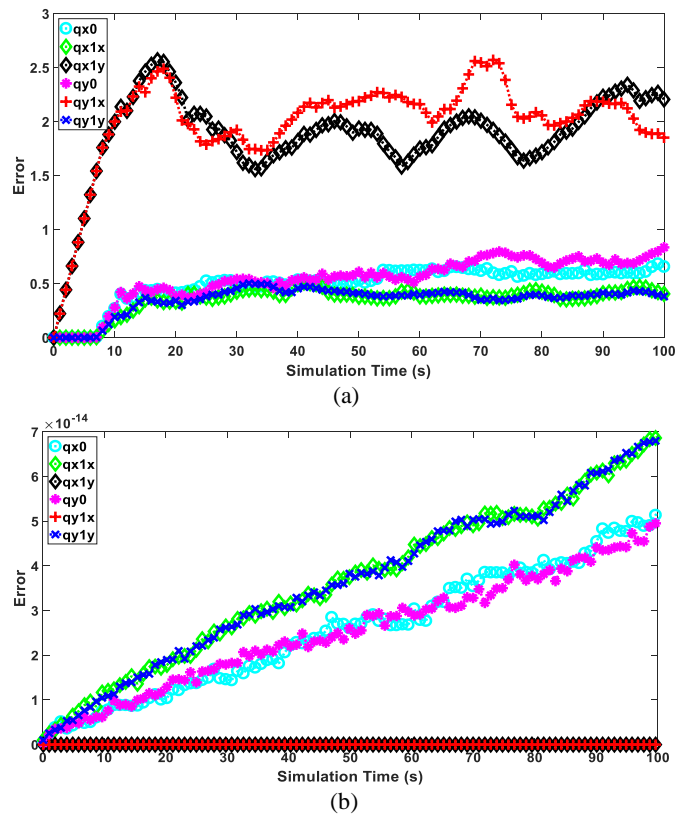 3
2.5
2
1.5
1
0.5
0
Error
qx0
qx1x
qx1y
qy0
qy1x
qy1y
0 10 20 30 40 50 60 70 80 90 100
Simulation Time (s)
(a)
×10⁻¹⁴
7
6
5
4
3
2
1
0
Error
qx0
qx1x
qx1y
qy0
qy1x
qy1y
0 10 20 30 40 50 60 70 80 90 100
Simulation Time (s)
(b)